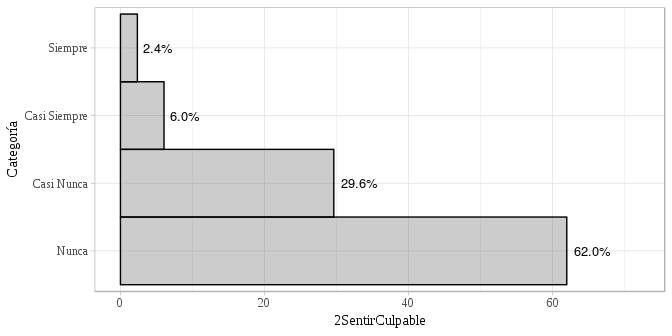 Siempre
2.4%
Casi Siempre
6.0%
Casi Nunca
29.6%
Nunca
62.0%
Categoría
0 20 40 60
2SentirCulpable